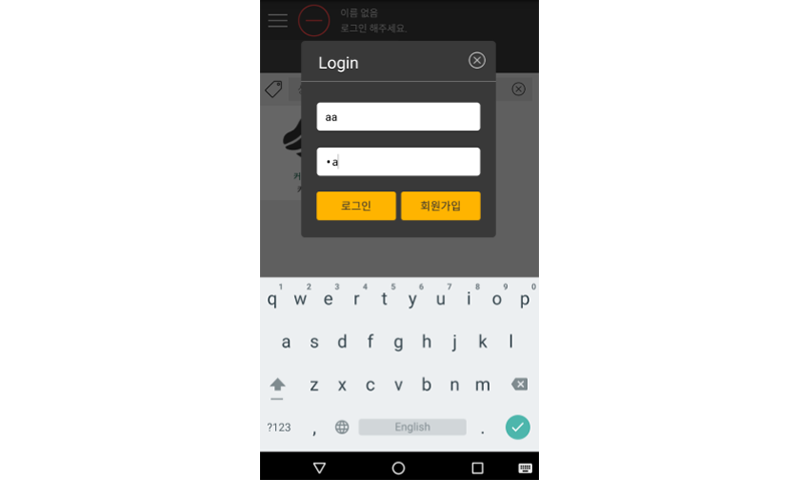 이름 없음
로그인 해주세요.
Login
aa
•a
로그인 회원가입
1 2 3 4 5 6 7 8 9 0
q w e r t y u i o p
a s d f g h j k l
z x c v b n m
?123 , English .